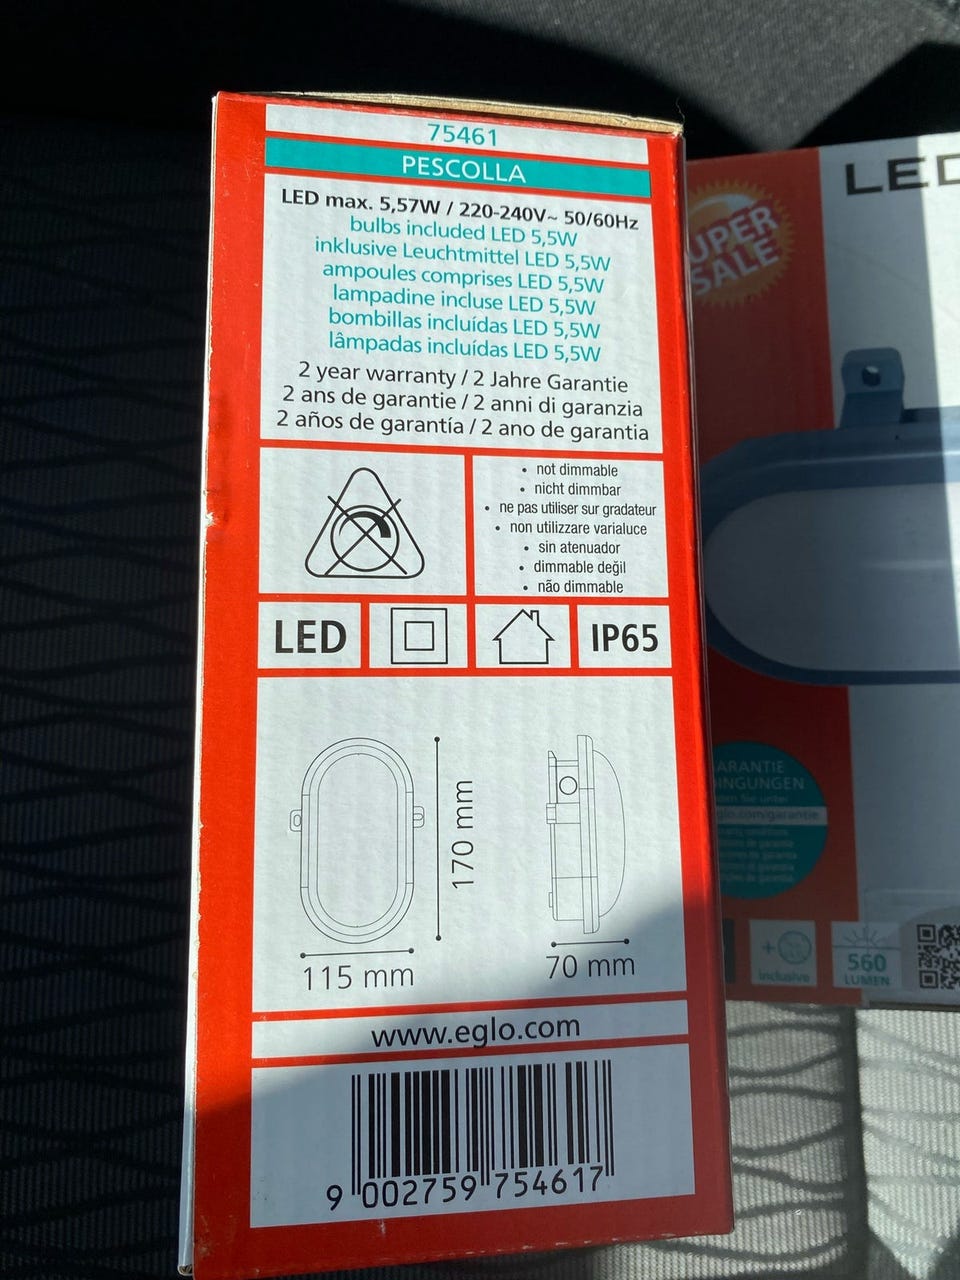 75461
PESCOLLA
LED max. 5,57W / 220-240V~ 50/60Hz
bulbs included LED 5,5W
inklusive Leuchtmittel LED 5,5W
ampoules comprises LED 5,5W
lampadine incluse LED 5,5W
bombillas incluídas LED 5,5W
lâmpadas incluídas LED 5,5W
2 year warranty / 2 Jahre Garantie
2 ans de garantie / 2 anni di garanzia
2 años de garantía / 2 ano de garantia
• not dimmable
• nicht dimmbar
• ne pas utiliser sur gradateur
• non utilizzare varialuce
• sin atenuador
• dimmable değil
• não dimmable
LED
IP65
170 mm
115 mm
70 mm
www.eglo.com
9 002759 754617
LED
UPER
SALE
ARANTIE
INGUNGEN
glo.com/garantie
+
inclusive
560
LUMEN